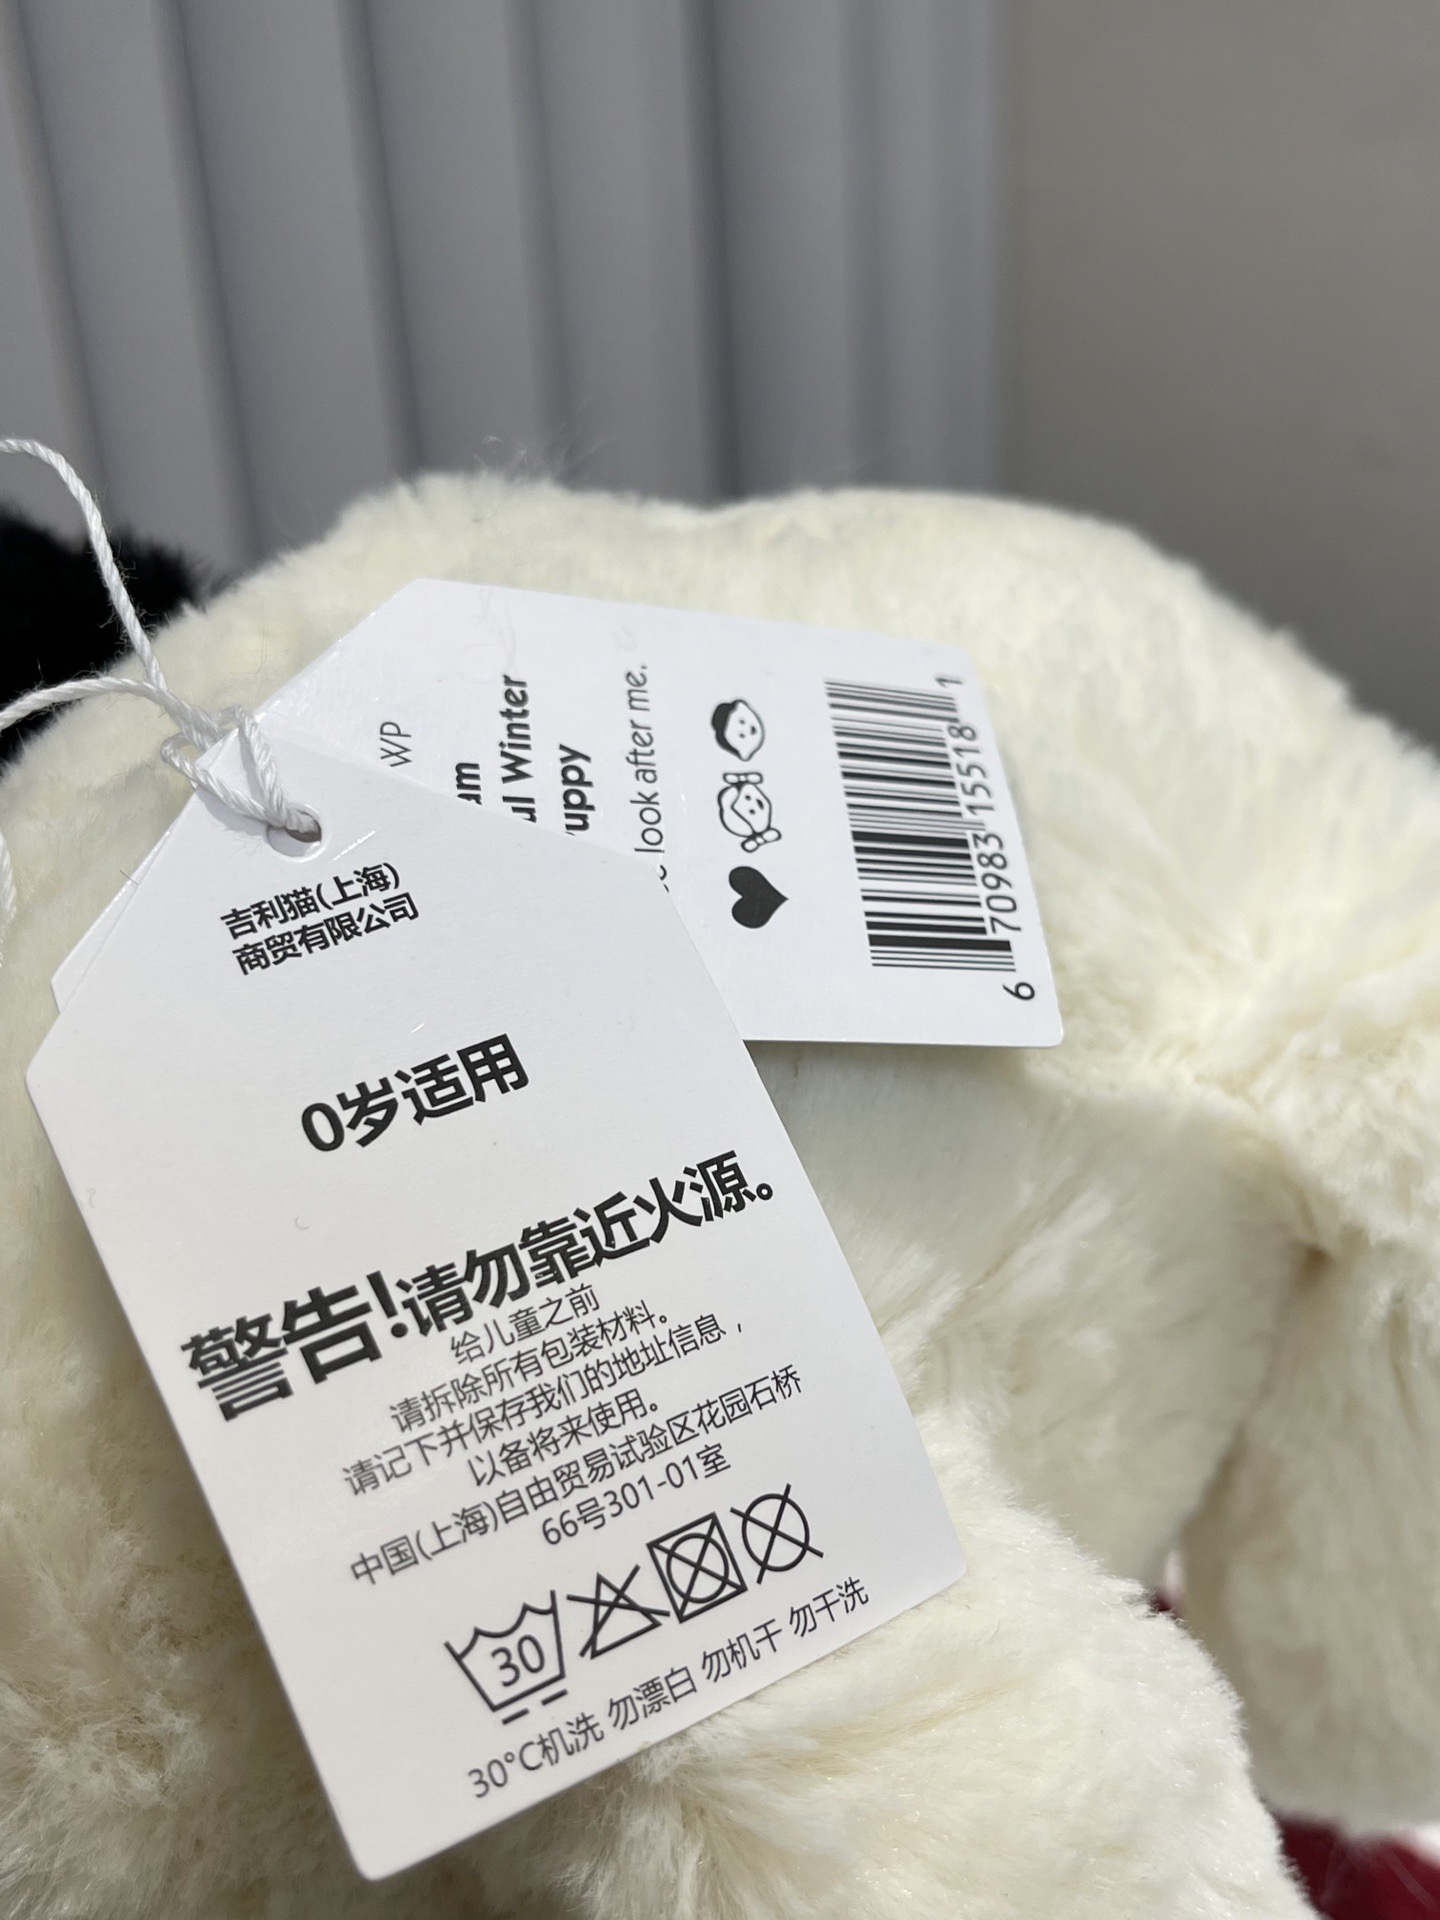 吉利猫(上海)
商贸有限公司
0岁适用
警告!请勿靠近火源。
给儿童之前
请拆除所有包装材料。
请记下并保存我们的地址信息，
以备将来使用。
中国(上海)自由贸易试验区花园石桥
66号301-01室
30
30°C机洗 勿漂白 勿机干 勿干洗
WP
Winter
look after me.
6 70983 15518 1